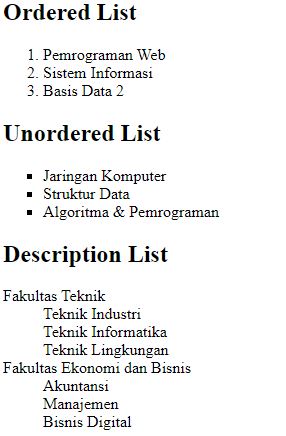 Ordered List
1. Pemrograman Web
2. Sistem Informasi
3. Basis Data 2
Unordered List
▪ Jaringan Komputer
▪ Struktur Data
▪ Algoritma & Pemrograman
Description List
Fakultas Teknik
Teknik Industri
Teknik Informatika
Teknik Lingkungan
Fakultas Ekonomi dan Bisnis
Akuntansi
Manajemen
Bisnis Digital